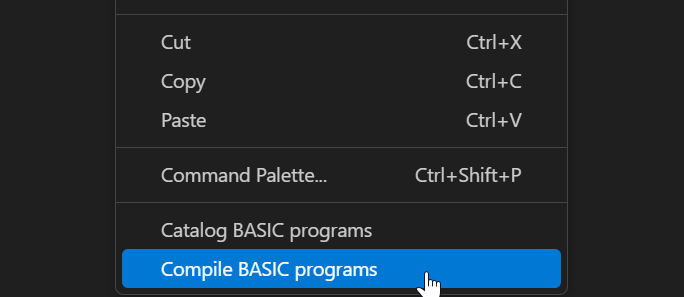 Cut Ctrl+X
Copy Ctrl+C
Paste Ctrl+V
Command Palette... Ctrl+Shift+P
Catalog BASIC programs
Compile BASIC programs